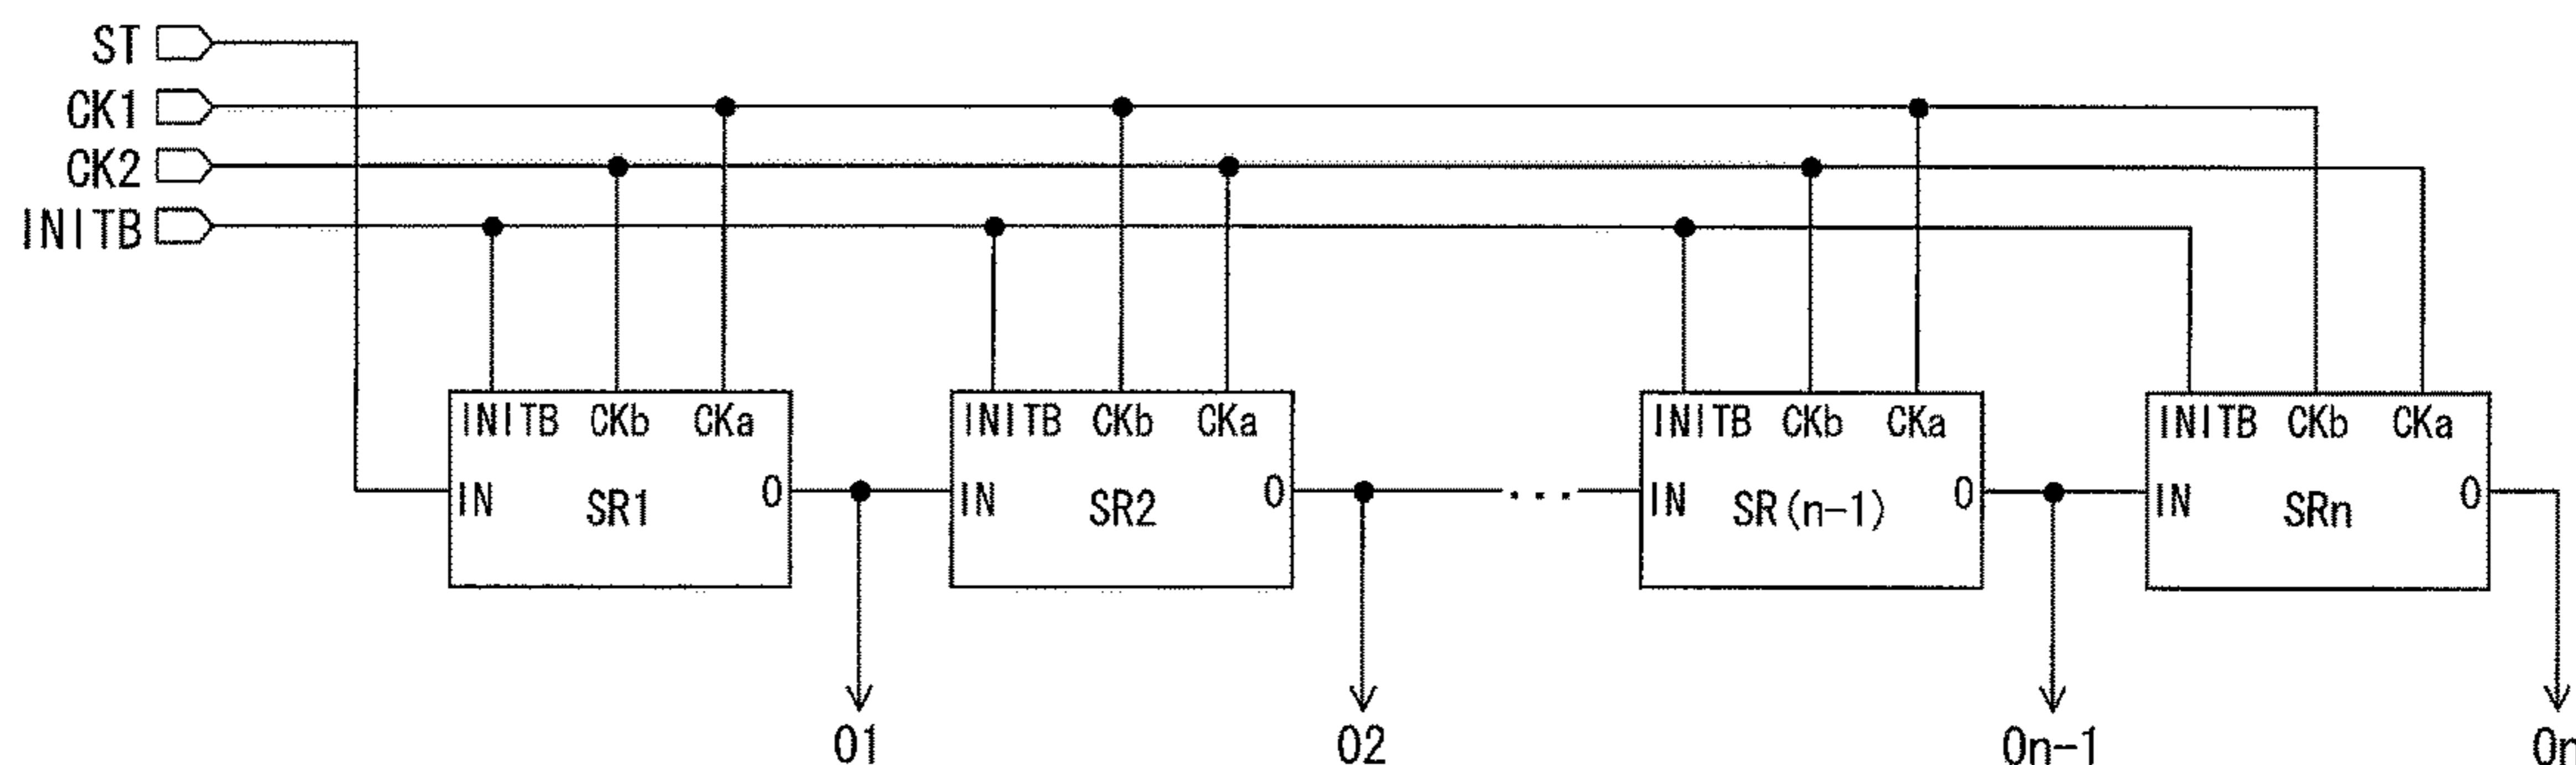 ST
CK1
CK2
INITB
INITB CKb CKa
IN SR1 O
INITB CKb CKa
IN SR2 O
...
INITB CKb CKa
IN SR(n-1) O
INITB CKb CKa
IN SRn O
O1
O2
On-1
On